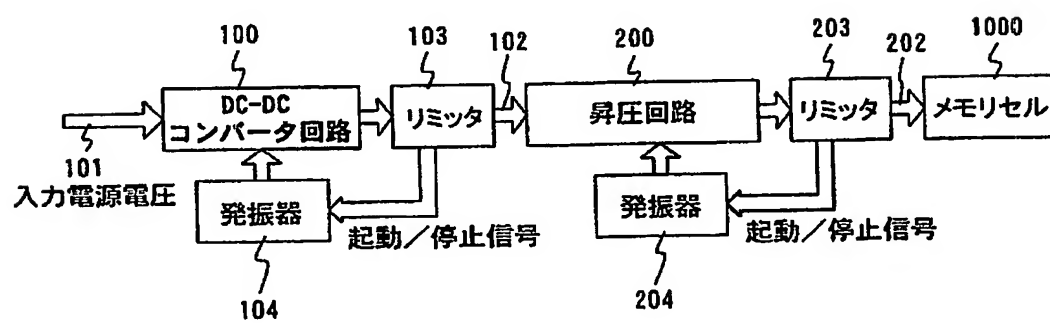 100
103
102
200
203
202
1000
DC-DC
コンバータ回路
リミッタ
昇圧回路
リミッタ
メモリセル
101
入力電源電圧
発振器
起動／停止信号
発振器
起動／停止信号
104
204